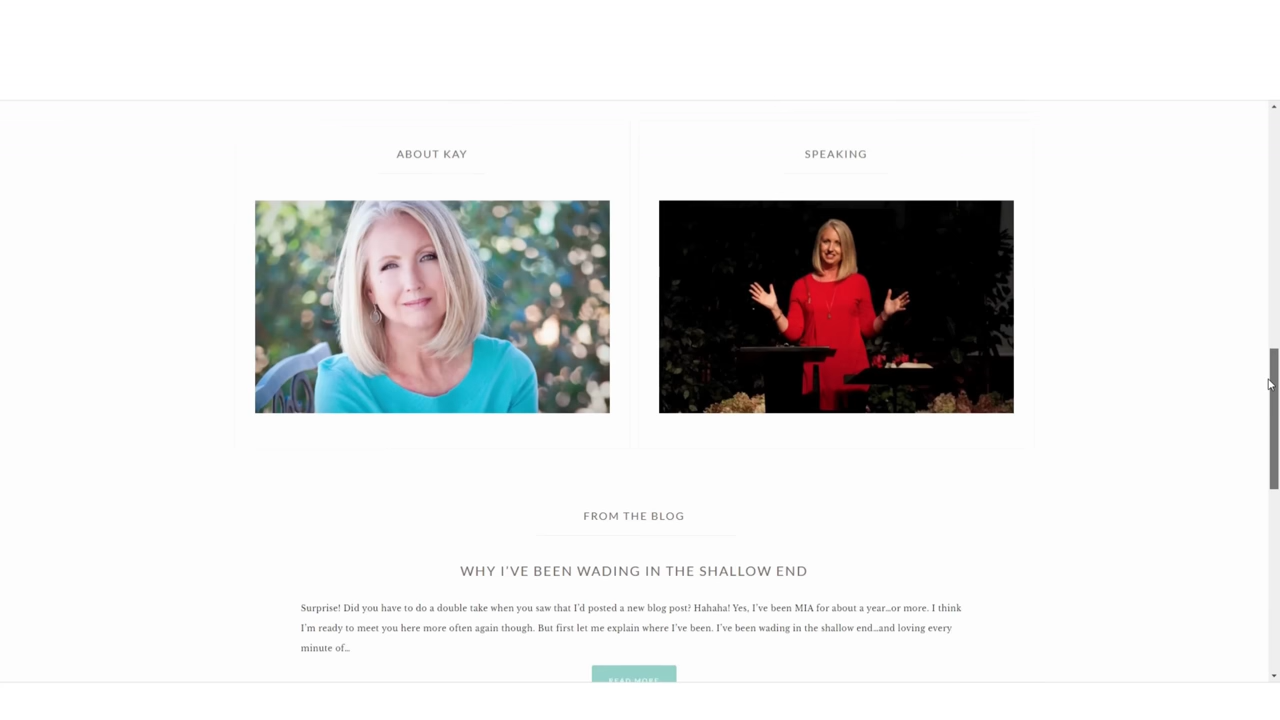 ABOUT KAY
SPEAKING
FROM THE BLOG
WHY I'VE BEEN WADING IN THE SHALLOW END
Surprise! Did you have to do a double take when you saw that I'd posted a new blog post? Hahaha! Yes, I've been MIA for about a year…or more. I think
I'm ready to meet you here more often again though. But first let me explain where I've been. I've been wading in the shallow end…and loving every
minute of…
READ MORE